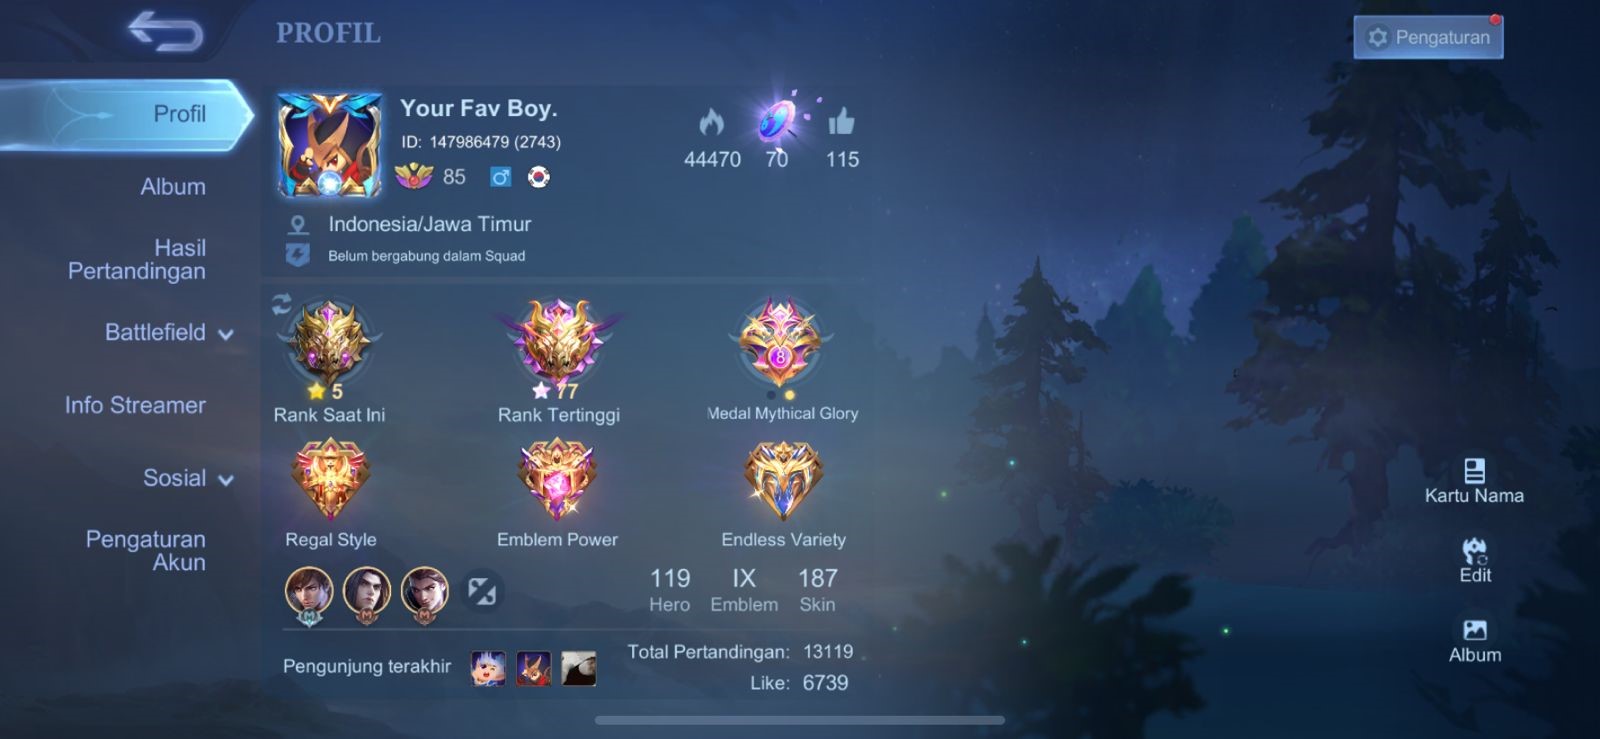 PROFIL
Pengaturan
Profil
Album
Hasil
Pertandingan
Battlefield
Info Streamer
Sosial
Pengaturan
Akun
Your Fav Boy.
ID: 147986479 (2743)
85
44470
70
115
Indonesia/Jawa Timur
Belum bergabung dalam Squad
5
Rank Saat Ini
77
Rank Tertinggi
8
Medal Mythical Glory
Regal Style
Emblem Power
Endless Variety
M
M
M
119
Hero
IX
Emblem
187
Skin
Pengunjung terakhir
Total Pertandingan: 13119
Like: 6739
Kartu Nama
Edit
Album